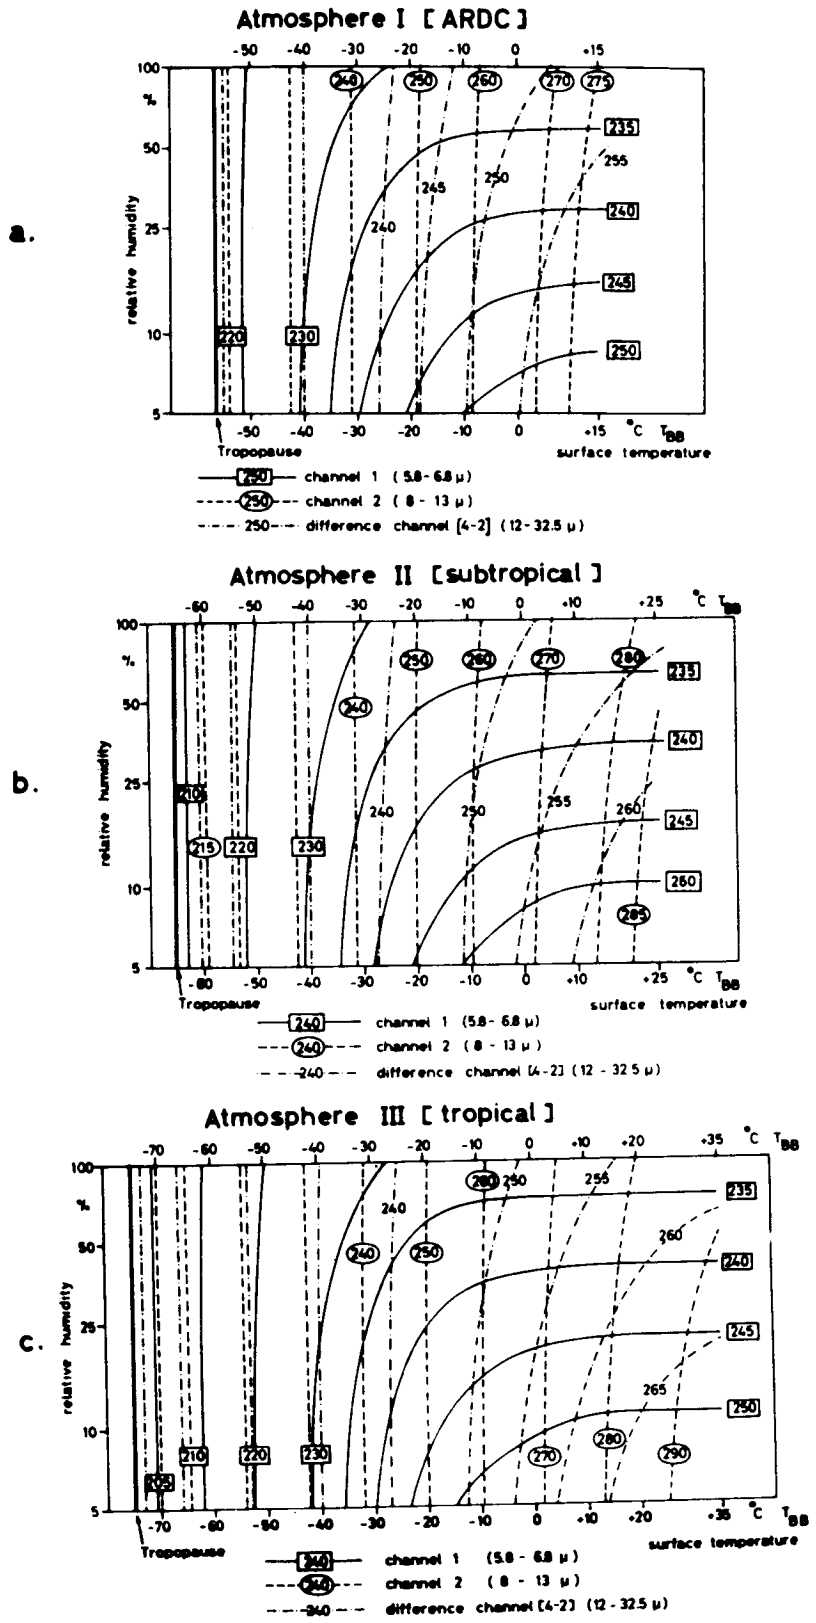 Atmosphere I [ ARDC]
-50 -40 -30 -20 -10 0 +15
100 240 250 260 270 275
%
235
50 255
250
245
a. relative humidity
25 240 240
245
10 220 230
250
5
-50 -40 -30 -20 -10 0 +15 °C TBB
Tropopause surface temperature
250 channel 1 (5.8-6.8 μ)
250 channel 2 (8 - 13 μ)
250 difference channel [4-2] (12-32.5 μ)
Atmosphere II [subtropical]
-60 -50 -40 -30 -20 -10 0 +10 +25 °C TBB
100
% 250 260 270 280 235
50 240
240
b. relative humidity
25 210
240 250 255 260
215 220 230 245
10 250
285
5
-60 -50 -40 -30 -20 -10 0 +10 +25 °C TBB
Tropopause surface temperature
240 channel 1 (5.8-6.8 μ)
240 channel 2 (8 - 13 μ)
240 difference channel [4-2] (12 - 32.5 μ)
Atmosphere III [tropical]
-70 -60 -50 -40 -30 -20 -10 0 +10 +20 +35 °C TBB
100
% 240 250 255 235
260
50 240 250 240
c. relative humidity
25 245
265
250
10
210 220 230 270 280 290
205
5
-70 -60 -50 -40 -30 -20 -10 0 +10 +20 +35 °C TBB
Tropopause surface temperature
240 channel 1 (5.8-6.8 μ)
240 channel 2 (8 - 13 μ)
240 difference channel [4-2] (12-32.5 μ)